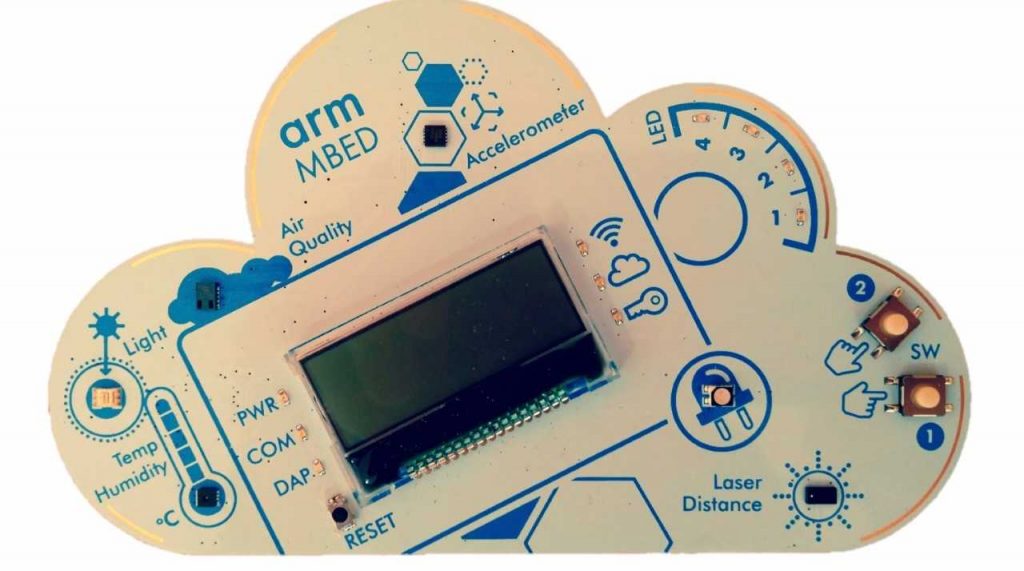 arm
MBED
Accelerometer
LED
4
3
2
1
Air
Quality
Light
PWR
COM
DAP
RESET
Temp
Humidity
°C
2
SW
1
Laser
Distance